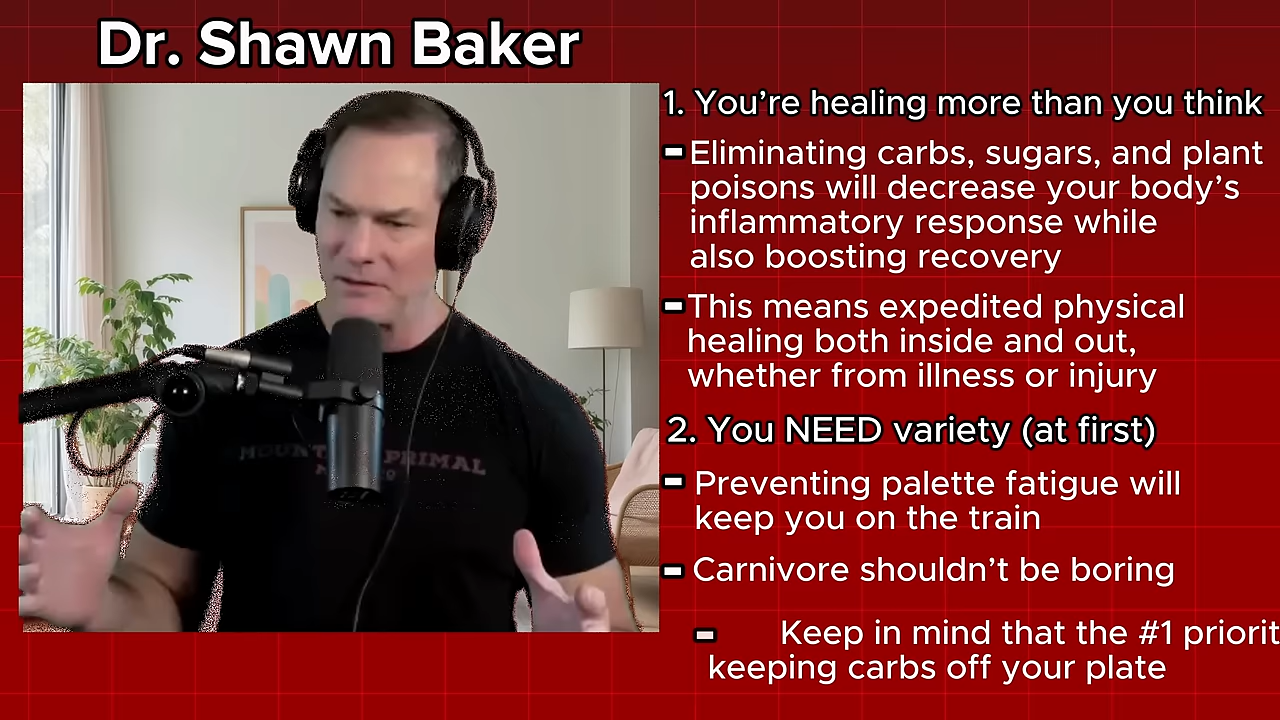 Dr. Shawn Baker
1. You're healing more than you think
-Eliminating carbs, sugars, and plant
poisons will decrease your body's
inflammatory response while
also boosting recovery
-This means expedited physical
healing both inside and out,
whether from illness or injury
2. You NEED variety (at first)
- Preventing palette fatigue will
keep you on the train
- Carnivore shouldn't be boring
- Keep in mind that the #1 priorit
keeping carbs off your plate
PRIMAL